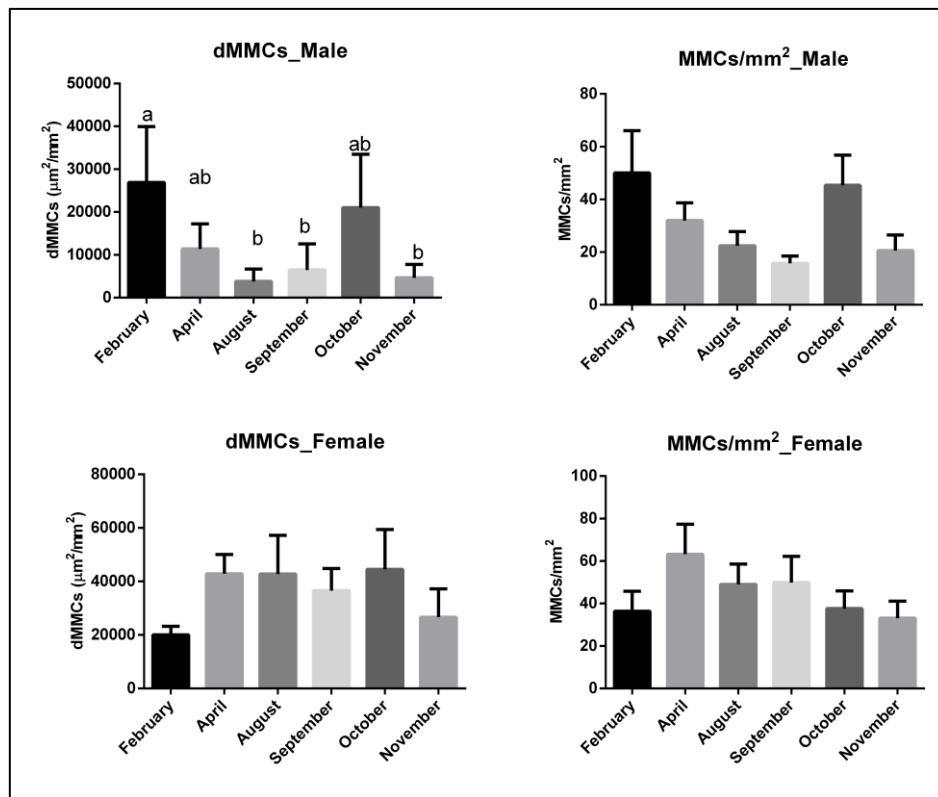 dMMCs_Male
dMMCs (µm²/mm²)
50000
40000
30000
20000
10000
0
a
ab
b
b
ab
b
February
April
August
September
October
November
MMCs/mm²_Male
MMCs/mm²
80
60
40
20
0
February
April
August
September
October
November
dMMCs_Female
dMMCs (µm²/mm²)
80000
60000
40000
20000
0
February
April
August
September
October
November
MMCs/mm²_Female
MMCs/mm²
100
80
60
40
20
0
February
April
August
September
October
November